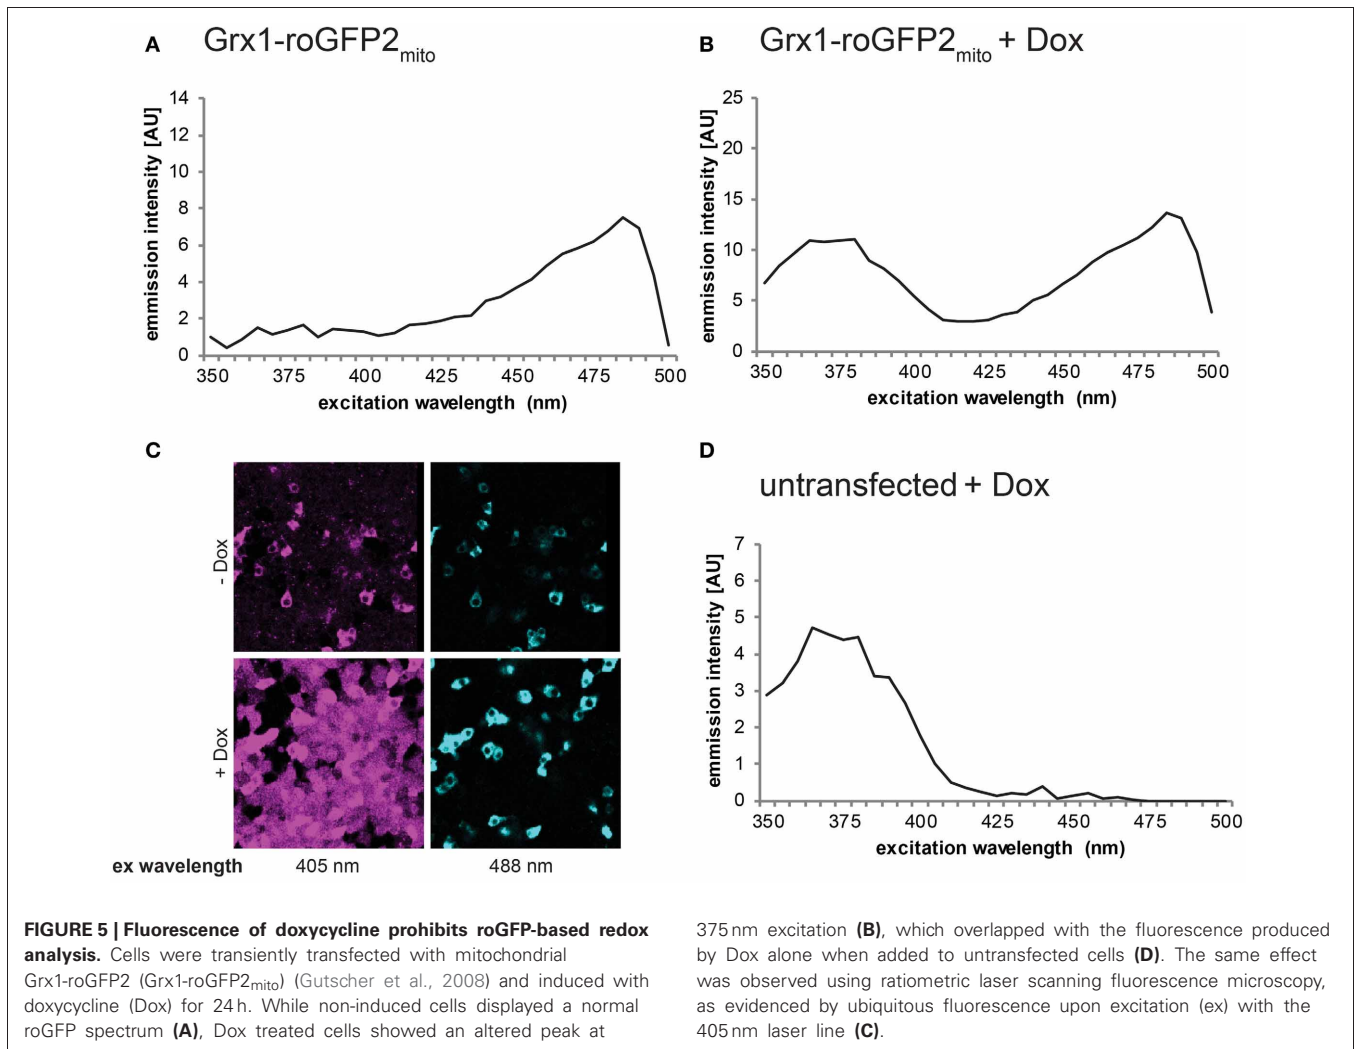 A Grx1-roGFP2mito
emmission intensity [AU]
14
12
10
8
6
4
2
0
350 375 400 425 450 475 500
excitation wavelength (nm)
B Grx1-roGFP2mito + Dox
emmission intensity [AU]
25
20
15
10
5
0
350 375 400 425 450 475 500
excitation wavelength (nm)
C
- Dox
+ Dox
ex wavelength 405 nm 488 nm
D
untransfected + Dox
emmission intensity [AU]
7
6
5
4
3
2
1
0
350 375 400 425 450 475 500
excitation wavelength (nm)
FIGURE 5 | Fluorescence of doxycycline prohibits roGFP-based redox
analysis. Cells were transiently transfected with mitochondrial
Grx1-roGFP2 (Grx1-roGFP2mito) (Gutscher et al., 2008) and induced with
doxycycline (Dox) for 24 h. While non-induced cells displayed a normal
roGFP spectrum (A), Dox treated cells showed an altered peak at
375 nm excitation (B), which overlapped with the fluorescence produced
by Dox alone when added to untransfected cells (D). The same effect
was observed using ratiometric laser scanning fluorescence microscopy,
as evidenced by ubiquitous fluorescence upon excitation (ex) with the
405 nm laser line (C).